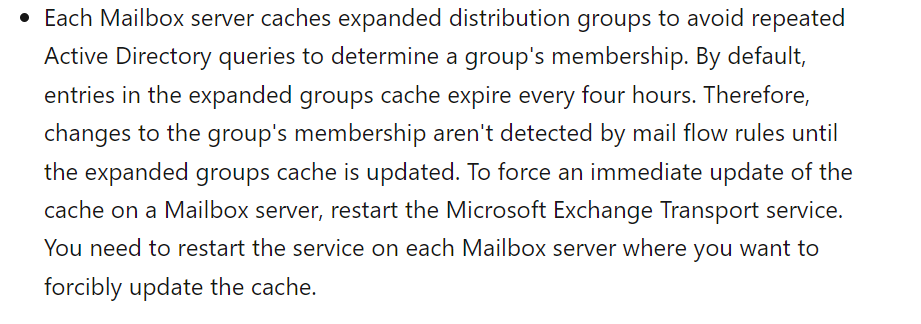 Each Mailbox server caches expanded distribution groups to avoid repeated
Active Directory queries to determine a group's membership. By default,
entries in the expanded groups cache expire every four hours. Therefore,
changes to the group's membership aren't detected by mail flow rules until
the expanded groups cache is updated. To force an immediate update of the
cache on a Mailbox server, restart the Microsoft Exchange Transport service.
You need to restart the service on each Mailbox server where you want to
forcibly update the cache.